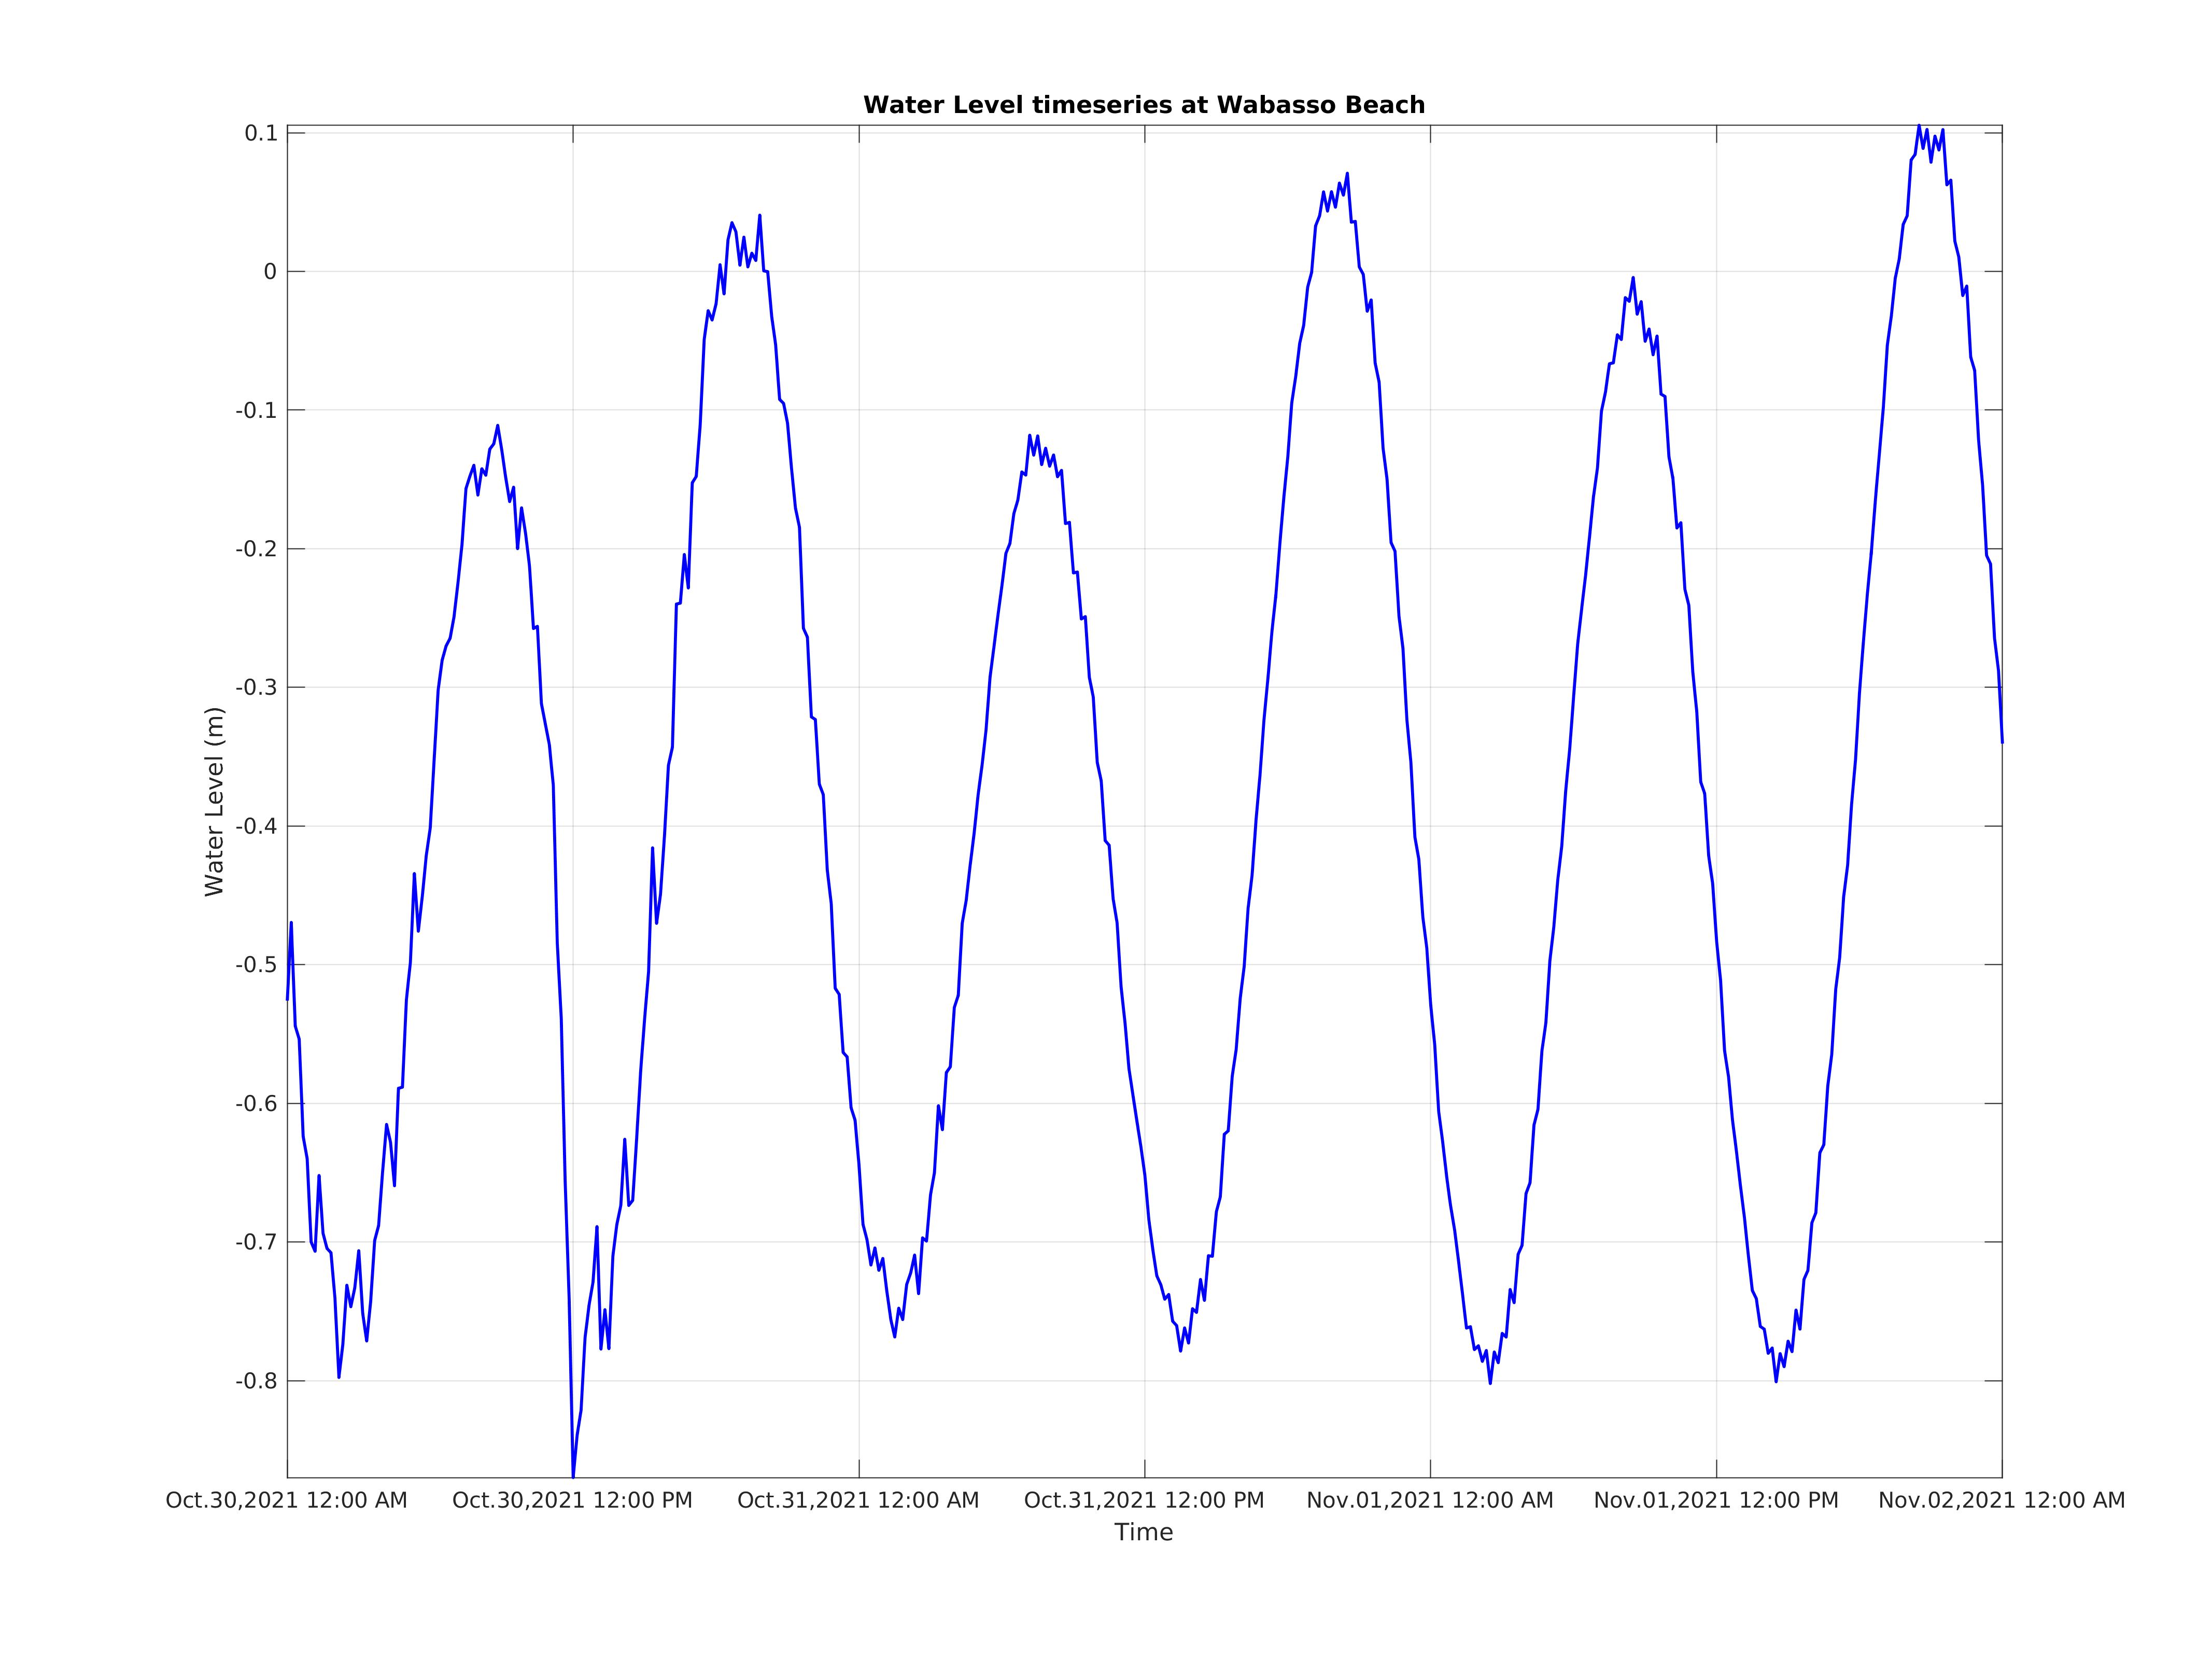 Water Level timeseries at Wabasso Beach
0.1
0
-0.1
-0.2
-0.3
-0.4
-0.5
-0.6
-0.7
-0.8
Water Level (m)
Oct.30,2021 12:00 AM Oct.30,2021 12:00 PM Oct.31,2021 12:00 AM Oct.31,2021 12:00 PM Nov.01,2021 12:00 AM Nov.01,2021 12:00 PM Nov.02,2021 12:00 AM
Time